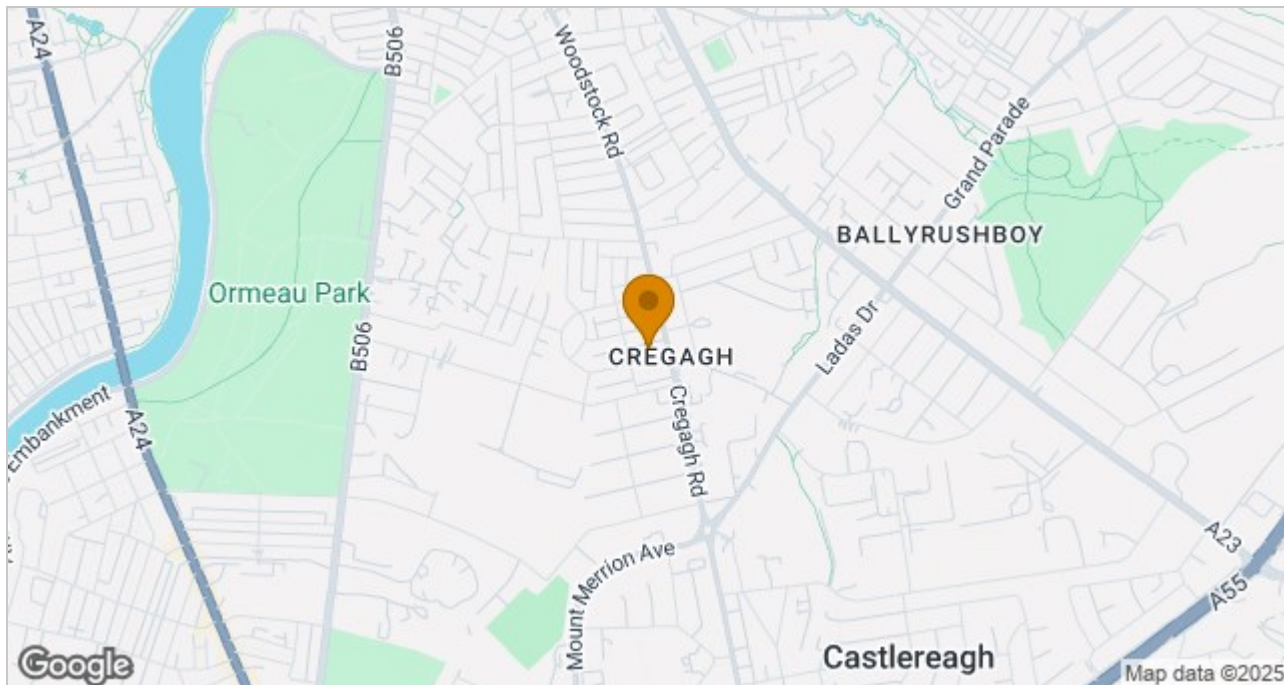 A24
B506
Woodstock Rd
Grand Parade
BALLYRUSHBOY
Ormeau Park
B506
CREGAGH
Ladas Dr
Embankment
A24
Cregagh Rd
A23
Mount Merrion Ave
A55
Castlereagh
Google
Map data ©2025